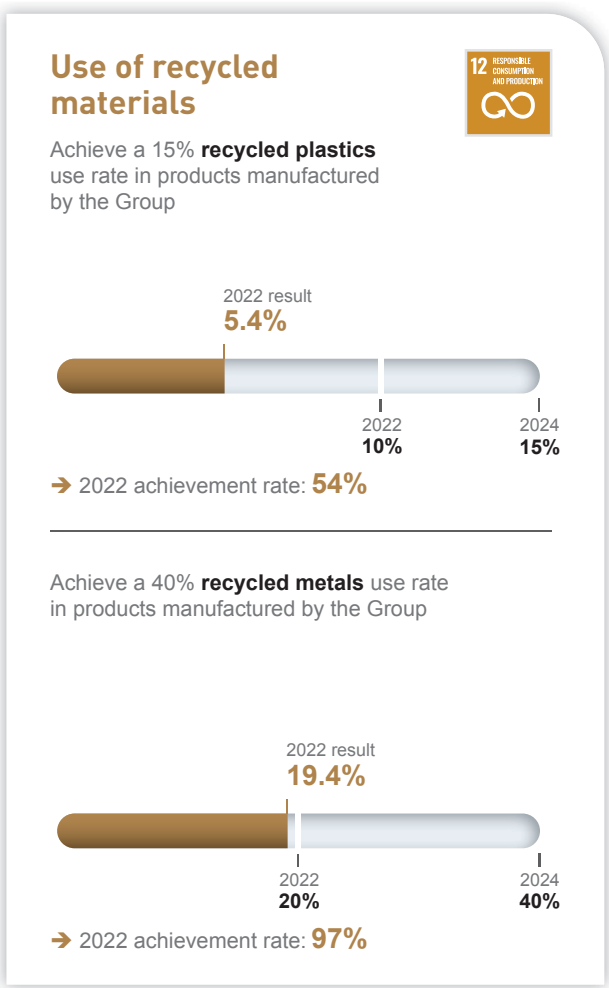 Use of recycled
materials
12 RESPONSIBLE
CONSUMPTION
AND PRODUCTION
Achieve a 15% recycled plastics
use rate in products manufactured
by the Group
2022 result
5.4%
2022
10%
2024
15%
➔ 2022 achievement rate: 54%
Achieve a 40% recycled metals use rate
in products manufactured by the Group
2022 result
19.4%
2022
20%
2024
40%
➔ 2022 achievement rate: 97%